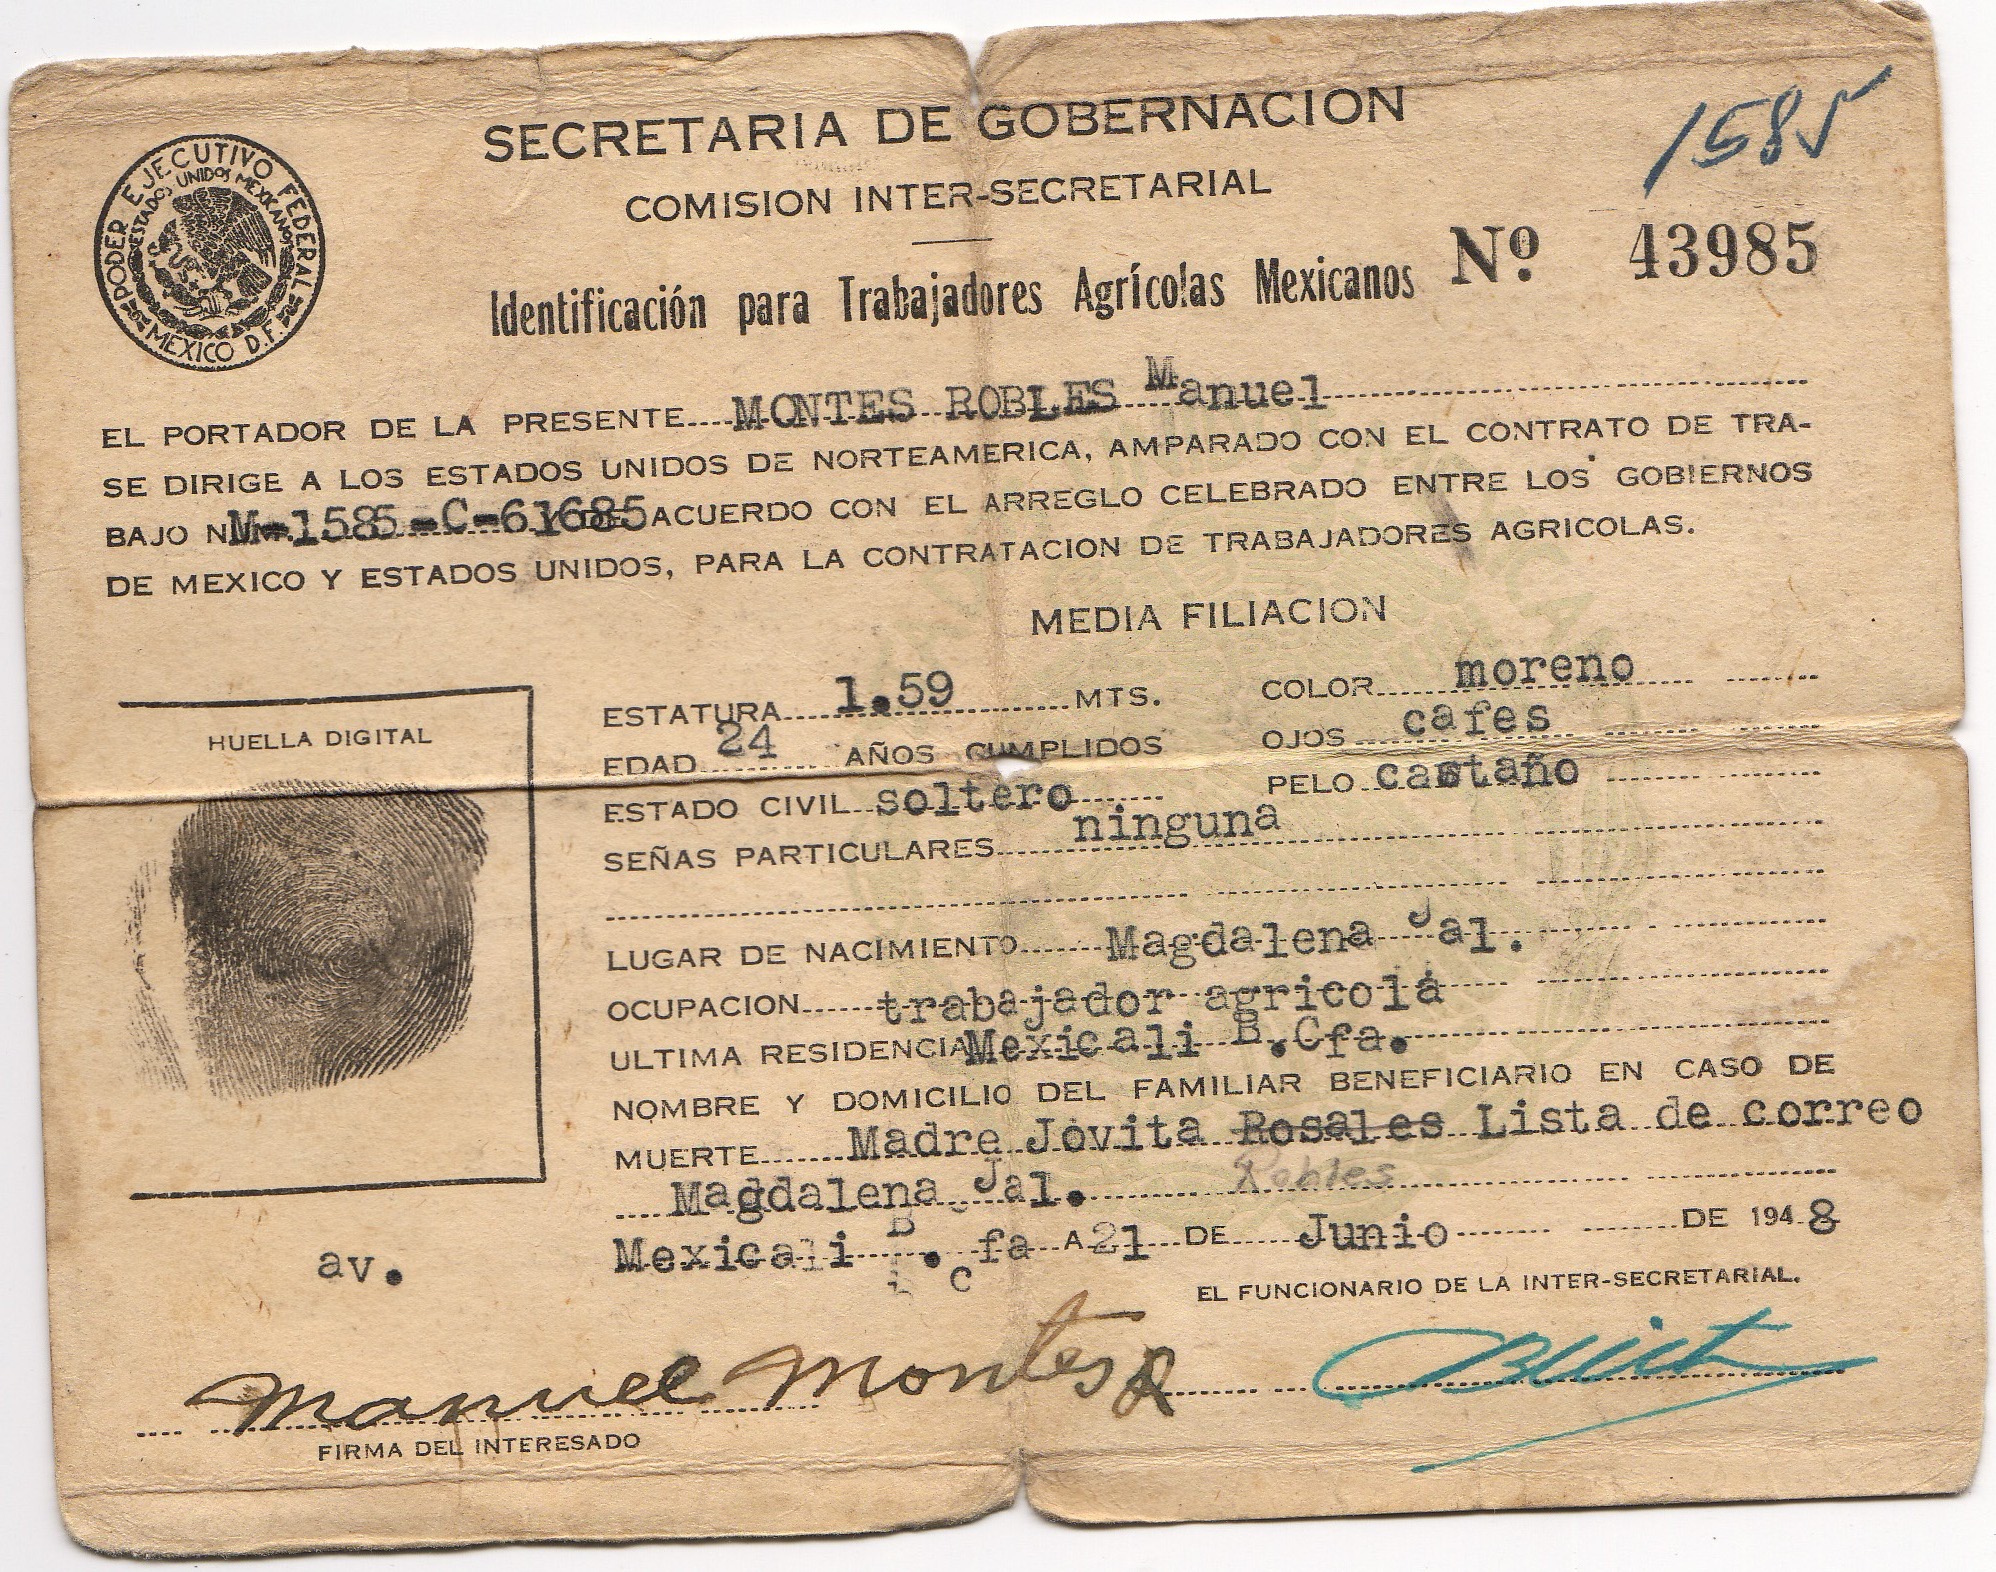 SECRETARIA DE GOBERNACION
1585
COMISION INTER-SECRETARIAL
PODER EJECUTIVO FEDERAL
ESTADOS UNIDOS MEXICANOS
MEXICO D.F.
Identificación para Trabajadores Agrícolas Mexicanos Nº 43985
EL PORTADOR DE LA PRESENTE MONTES ROBLES Manuel
SE DIRIGE A LOS ESTADOS UNIDOS DE NORTEAMERICA, AMPARADO CON EL CONTRATO DE TRA-
BAJO N M-1585-C-61685 Y DE ACUERDO CON EL ARREGLO CELEBRADO ENTRE LOS GOBIERNOS
DE MEXICO Y ESTADOS UNIDOS, PARA LA CONTRATACION DE TRABAJADORES AGRICOLAS.
MEDIA FILIACION
HUELLA DIGITAL
ESTATURA 1.59 MTS. COLOR moreno
EDAD 24 AÑOS CUMPLIDOS OJOS cafes
ESTADO CIVIL soltero PELO castaño
SEÑAS PARTICULARES ninguna
LUGAR DE NACIMIENTO Magdalena Jal.
OCUPACION trabajador agricola
ULTIMA RESIDENCIA Mexicali B.Cfa.
NOMBRE Y DOMICILIO DEL FAMILIAR BENEFICIARIO EN CASO DE
MUERTE Madre Jovita Rosales Lista de correo
Robles
Magdalena Jal.
Mexicali B. cfa A 21 DE Junio DE 1948
av.
EL FUNCIONARIO DE LA INTER-SECRETARIAL.
Manuel Montes R
FIRMA DEL INTERESADO